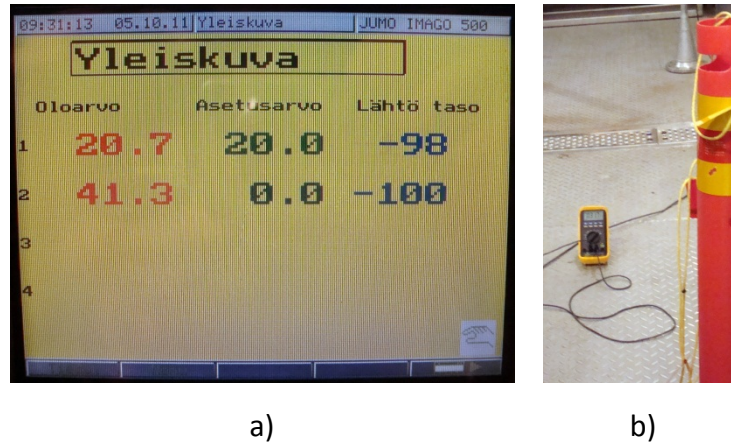 09:31:13 05.10.11 Yleiskuva JUMO IMAGO 500
Yleiskuva
Oloarvo Asetusarvo Lähtö taso
1 20.7 20.0 -98
2 41.3 0.0 -100
3
4
a) b)